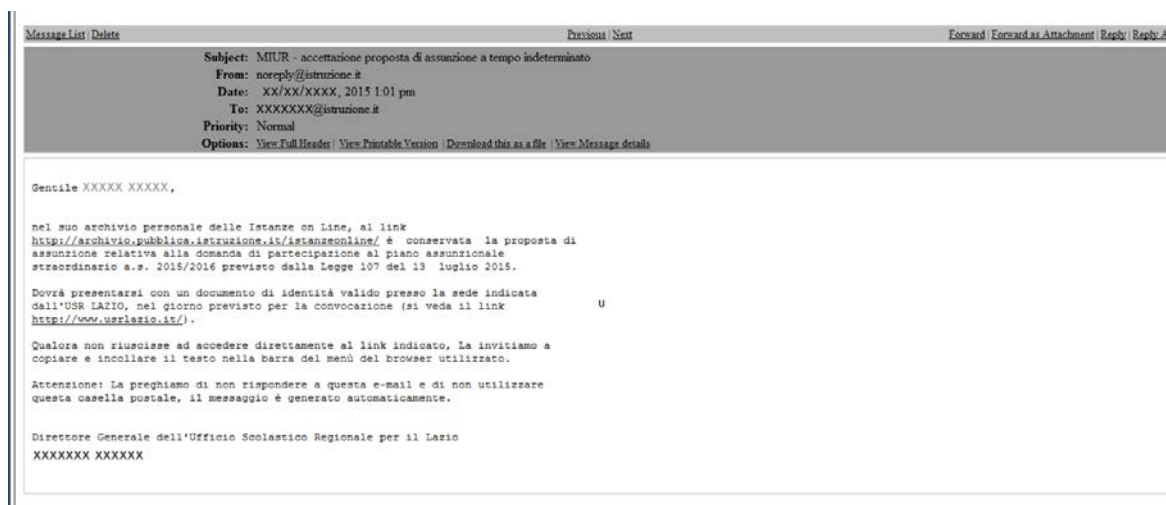 Message List | Delete
Previous | Next
Forward | Forward as Attachment | Reply | Reply A
Subject: MIUR - accettazione proposta di assunzione a tempo indeterminato
From: noreply@istruzione.it
Date: XX/XX/XXXX, 2015 1:01 pm
To: XXXXXXX@istruzione.it
Priority: Normal
Options: View Full Header | View Printable Version | Download this as a file | View Message details
Gentile XXXXX XXXXX,
nel suo archivio personale delle Istanze on Line, al link
http://archivio.pubblica.istruzione.it/istanzeonline/ è conservata la proposta di
assunzione relativa alla domanda di partecipazione al piano assunzionale
straordinario a.s. 2015/2016 previsto dalla Legge 107 del 13 luglio 2015.
Dovrà presentarsi con un documento di identità valido presso la sede indicata
dall'USR LAZIO, nel giorno previsto per la convocazione (si veda il link
http://www.usrlazio.it/).
U
Qualora non riuscisse ad accedere direttamente al link indicato, La invitiamo a
copiare e incollare il testo nella barra del menù del browser utilizzato.
Attenzione: La preghiamo di non rispondere a questa e-mail e di non utilizzare
questa casella postale, il messaggio è generato automaticamente.
Direttore Generale dell'Ufficio Scolastico Regionale per il Lazio
XXXXXXX XXXXXX